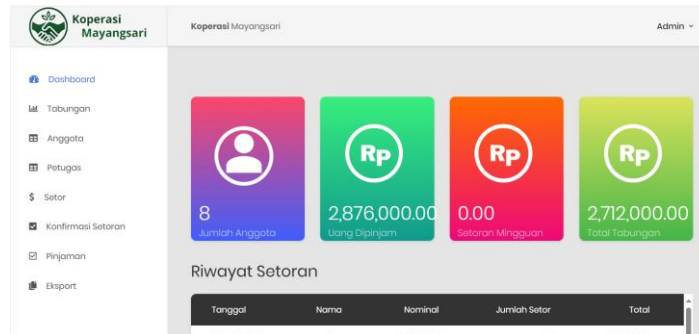 Koperasi
Mayangsari
Koperasi Mayangsari
Admin
Dashboard
Tabungan
Anggota
Petugas
$ Setor
Konfirmasi Setoran
Pinjaman
Eksport
Rp
Rp
Rp
8
2,876,000.00
0.00
2,712,000.00
Jumlah Anggota
Uang Dipinjam
Setoran Mingguan
Total Tabungan
Riwayat Setoran
Tanggal Nama Nominal Jumlah Setor Total